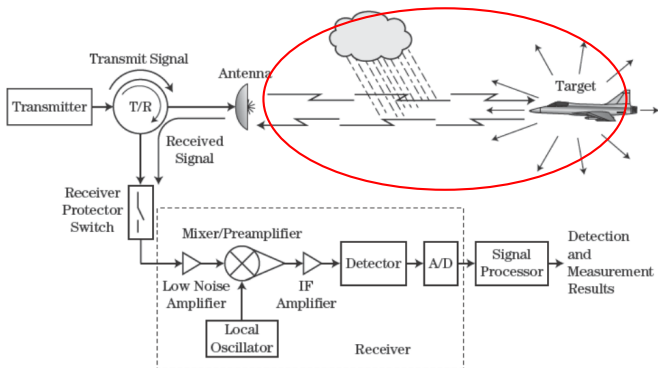 Transmit Signal
Antenna
Target
Transmitter
T/R
Received
Signal
Receiver
Protector
Switch
Mixer/Preamplifier
Low Noise
Amplifier
IF
Amplifier
Detector
A/D
Signal
Processor
Detection
and
Measurement
Results
Local
Oscillator
Receiver